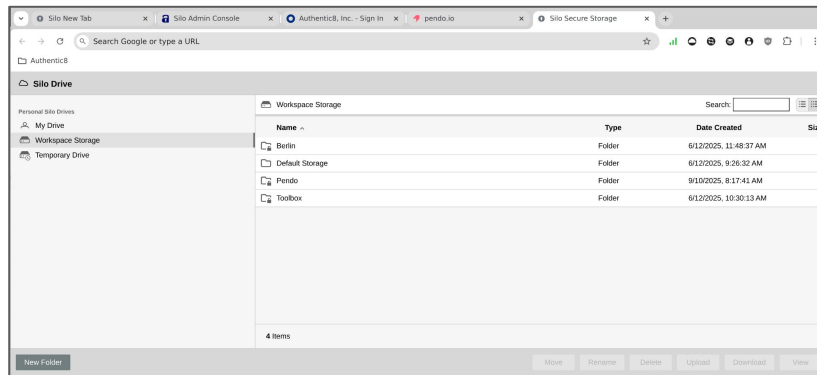 Silo New Tab
Silo Admin Console
Authentic8, Inc. - Sign In
pendo.io
Silo Secure Storage
Search Google or type a URL
Authentic8
Silo Drive
Personal Silo Drives
My Drive
Workspace Storage
Temporary Drive
Workspace Storage
Search:
Name Type Date Created Siz
Berlin Folder 6/12/2025, 11:48:37 AM
Default Storage Folder 6/12/2025, 9:26:32 AM
Pendo Folder 9/10/2025, 8:17:41 AM
Toolbox Folder 6/12/2025, 10:30:13 AM
4 Items
New Folder
Move Rename Delete Upload Download View